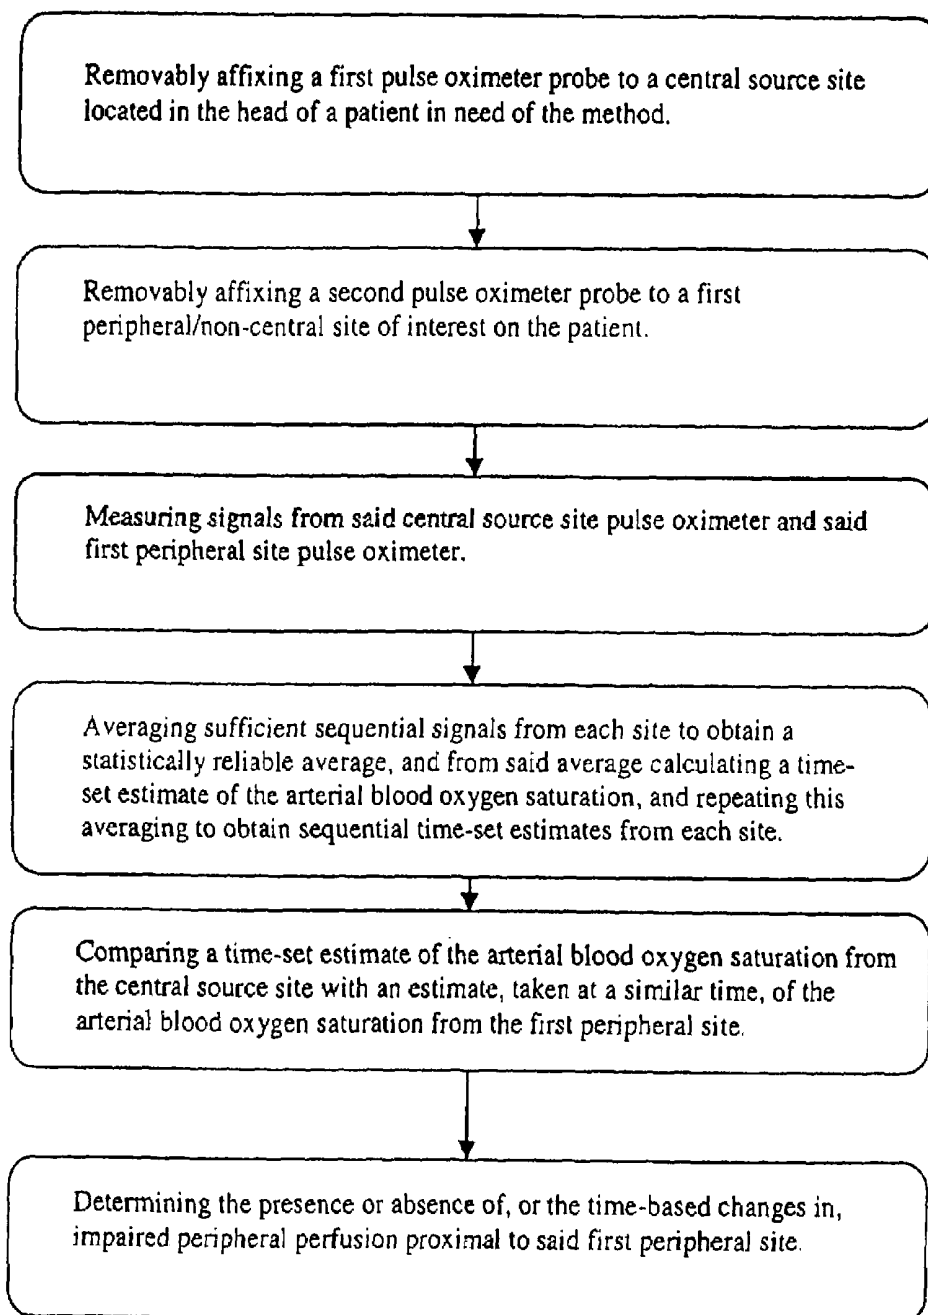 Removably affixing a first pulse oximeter probe to a central source site
located in the head of a patient in need of the method.
Removably affixing a second pulse oximeter probe to a first
peripheral/non-central site of interest on the patient.
Measuring signals from said central source site pulse oximeter and said
first peripheral site pulse oximeter.
Averaging sufficient sequential signals from each site to obtain a
statistically reliable average, and from said average calculating a time-
set estimate of the arterial blood oxygen saturation, and repeating this
averaging to obtain sequential time-set estimates from each site.
Comparing a time-set estimate of the arterial blood oxygen saturation from
the central source site with an estimate, taken at a similar time, of the
arterial blood oxygen saturation from the first peripheral site.
Determining the presence or absence of, or the time-based changes in,
impaired peripheral perfusion proximal to said first peripheral site.